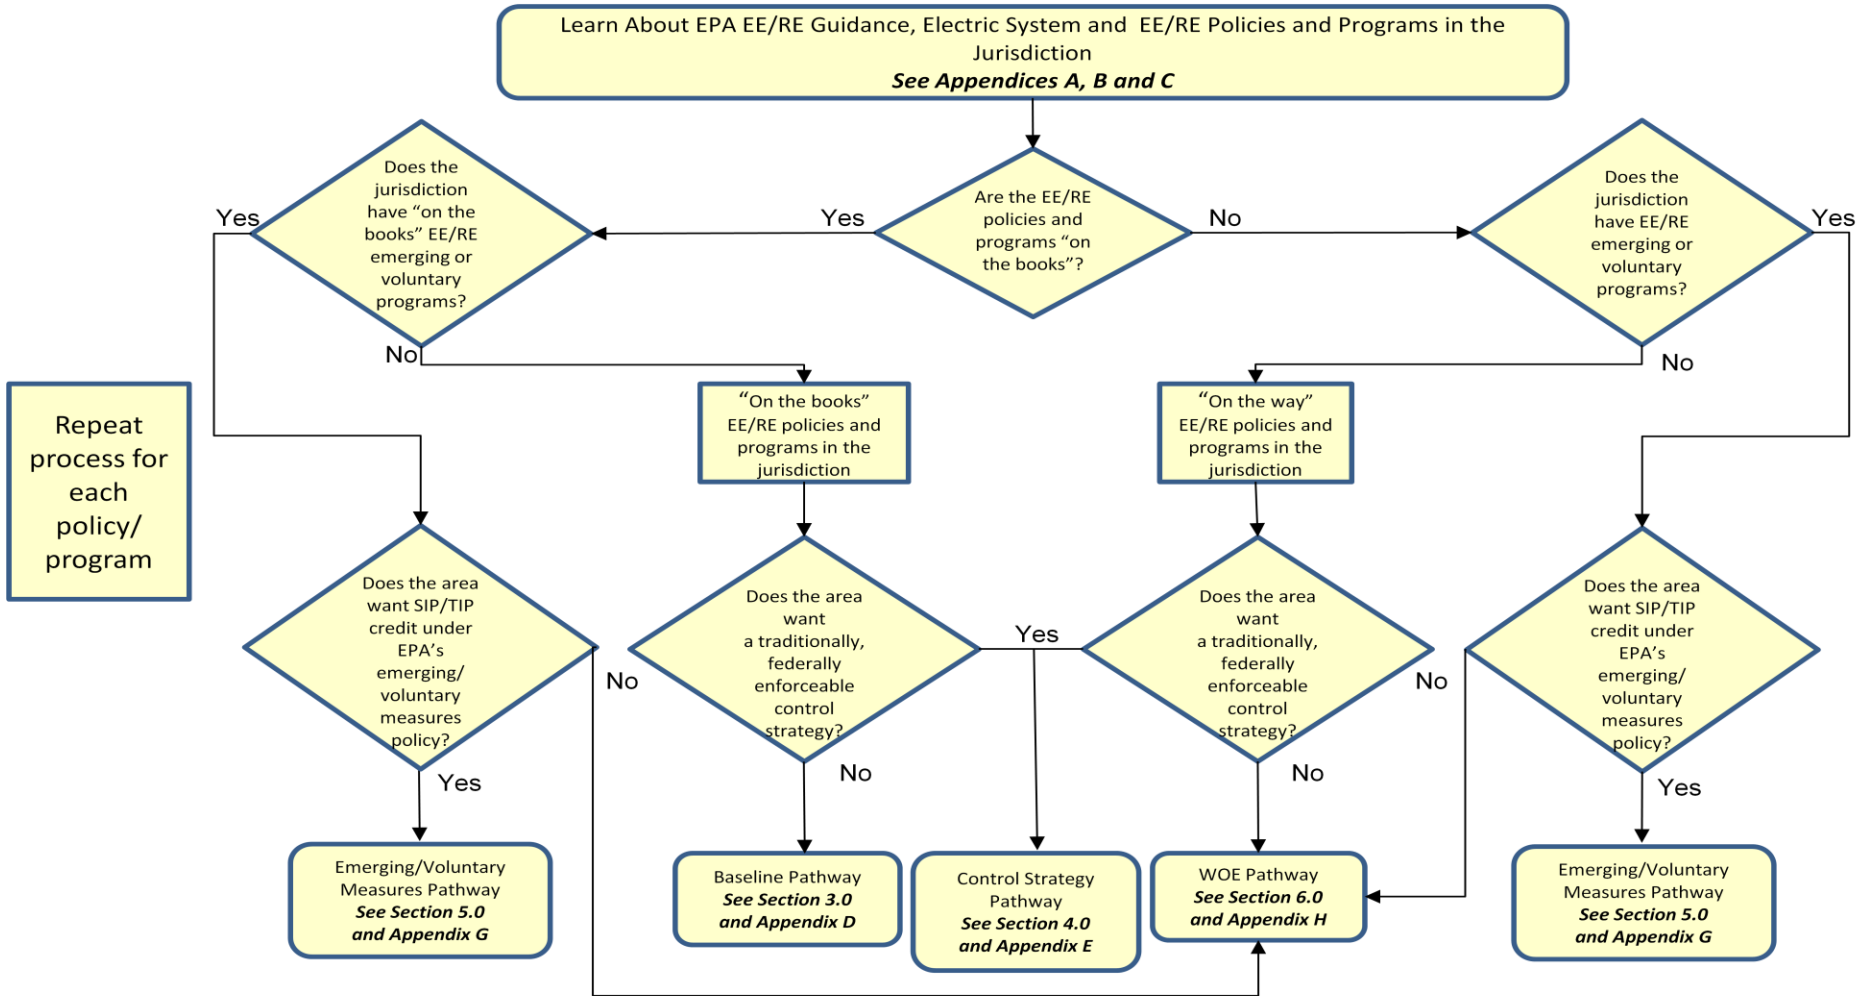 Learn About EPA EE/RE Guidance, Electric System and EE/RE Policies and Programs in the
Jurisdiction
See Appendices A, B and C
Does the
jurisdiction
have “on the
books” EE/RE
emerging or
voluntary
programs?
Yes
No
Are the EE/RE
policies and
programs “on
the books”?
Yes
No
Does the
jurisdiction
have EE/RE
emerging or
voluntary
programs?
Yes
No
Repeat
process for
each
policy/
program
“On the books”
EE/RE policies and
programs in the
jurisdiction
“On the way”
EE/RE policies and
programs in the
jurisdiction
Does the area
want SIP/TIP
credit under
EPA’s
emerging/
voluntary
measures
policy?
No
Yes
Does the area
want
a traditionally,
federally
enforceable
control
strategy?
Yes
No
Does the area
want
a traditionally,
federally
enforceable
control
strategy?
No
Does the area
want SIP/TIP
credit under
EPA’s
emerging/
voluntary
measures
policy?
No
Yes
Emerging/Voluntary
Measures Pathway
See Section 5.0
and Appendix G
Baseline Pathway
See Section 3.0
and Appendix D
Control Strategy
Pathway
See Section 4.0
and Appendix E
WOE Pathway
See Section 6.0
and Appendix H
Emerging/Voluntary
Measures Pathway
See Section 5.0
and Appendix G